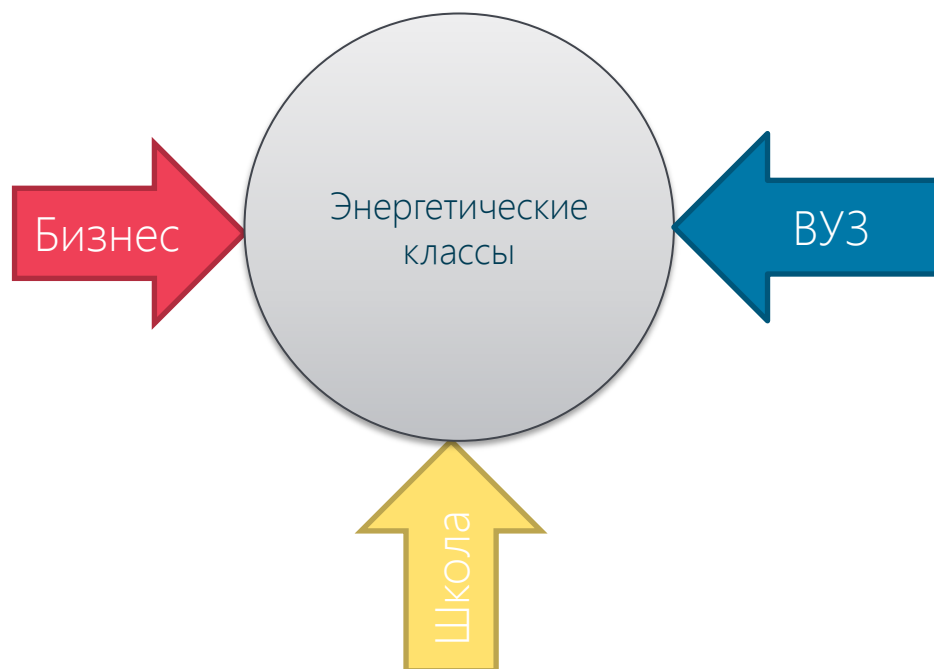 Энергетические
классы
Бизнес
ВУЗ
Школа